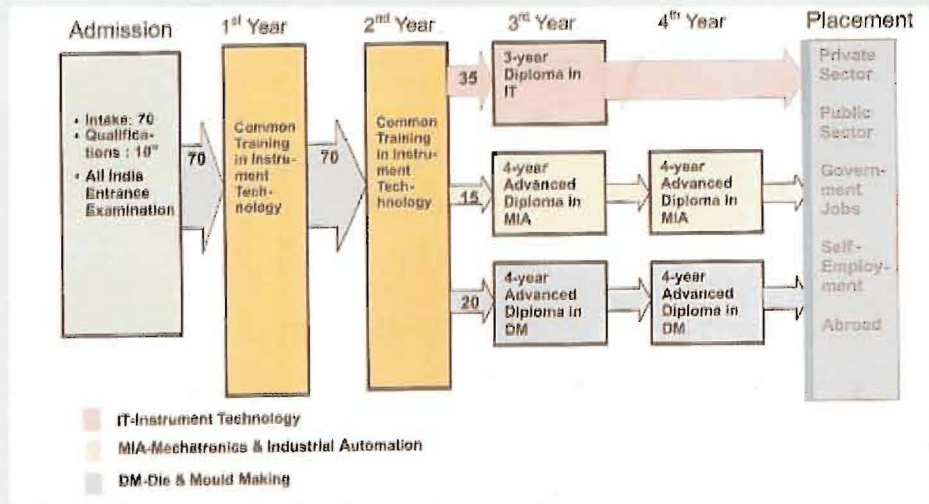 Admission
1st Year
2nd Year
3rd Year
4th Year
Placement
• Intake: 70
• Qualifica-
tions : 10th
• All India
Entrance
Examination
70
Common
Training
in Instru-
ment
Tech-
nology
70
Common
Training
in Instru-
ment
Tech-
hnology
35
3-year
Diploma in
IT
15
4-year
Advanced
Diploma in
MIA
4-year
Advanced
Diploma in
MIA
20
4-year
Advanced
Diploma in
DM
4-year
Advanced
Diploma in
DM
Private
Sector
Public
Sector
Govern-
ment
Jobs
Self-
Employ-
ment
Abroad
IT-Instrument Technology
MIA-Mechatronics & Industrial Automation
DM-Die & Mould Making